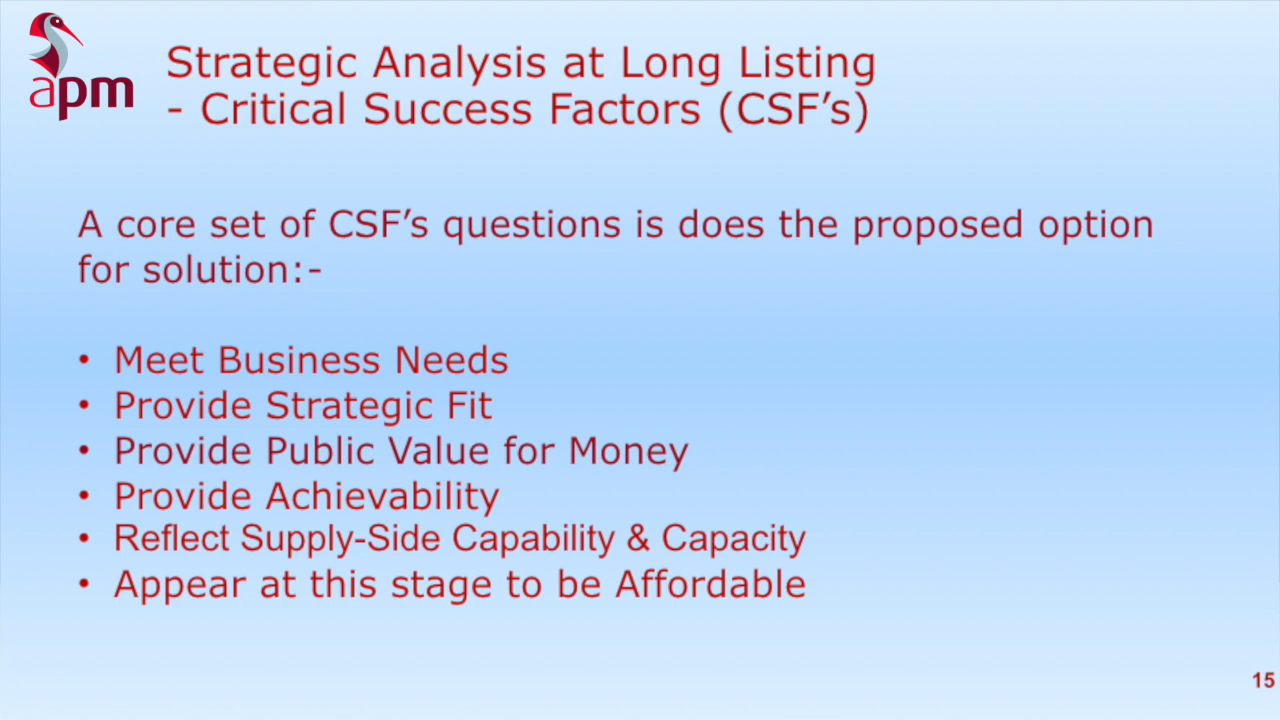 apm
Strategic Analysis at Long Listing
- Critical Success Factors (CSF’s)
A core set of CSF’s questions is does the proposed option
for solution:-
• Meet Business Needs
• Provide Strategic Fit
• Provide Public Value for Money
• Provide Achievability
• Reflect Supply-Side Capability & Capacity
• Appear at this stage to be Affordable
15